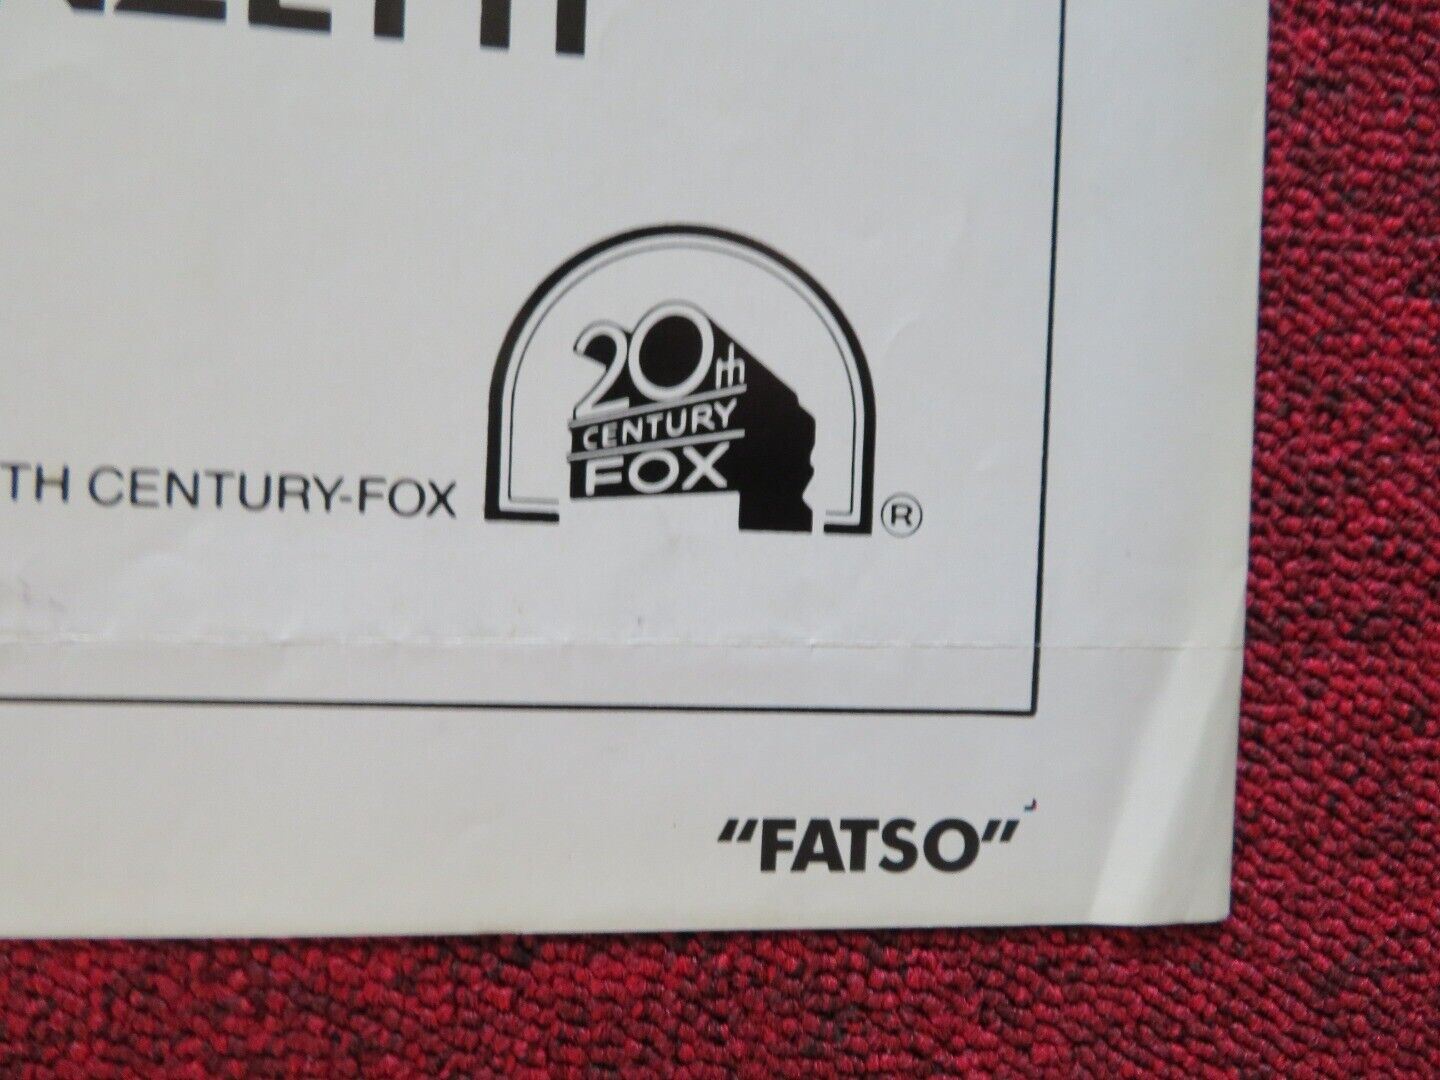 20th
CENTURY
FOX
TH CENTURY-FOX
®
"FATSO"